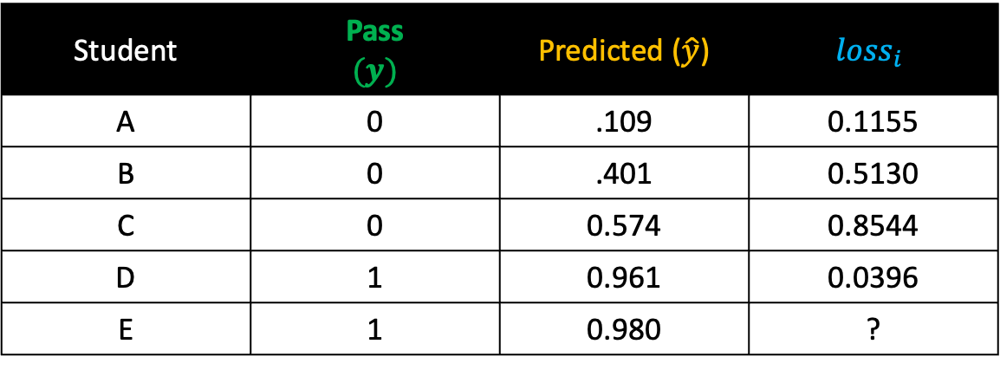 Student Pass (y) Predicted (ŷ) loss_i
A 0 .109 0.1155
B 0 .401 0.5130
C 0 0.574 0.8544
D 1 0.961 0.0396
E 1 0.980 ?